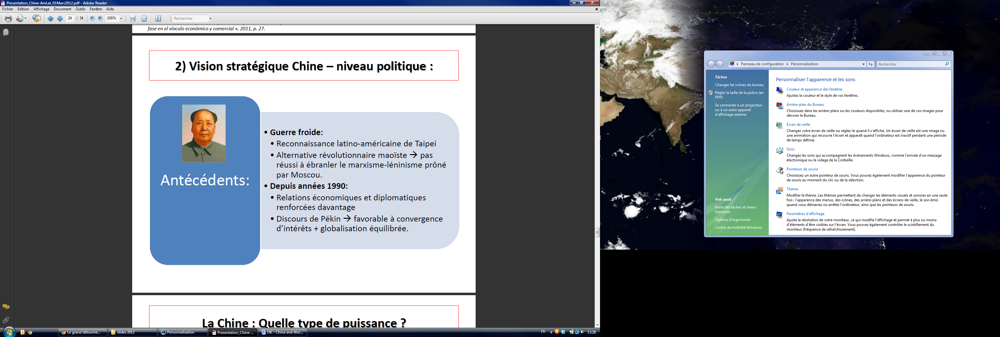 Presentation_Chine-AmLat_01Mars2012.pdf - Adobe Reader
Fichier Edition Affichage Document Outils Fenêtre Aide
24 / 34 100% Rechercher
fase en el vínculo económico y comercial », 2011, p. 27.
2) Vision stratégique Chine – niveau politique :
Antécédents:
• Guerre froide:
• Reconnaissance latino-américaine de Taipei
• Alternative révolutionnaire maoïste → pas
réussi à ébranler le marxisme-léninisme prôné
par Moscou.
• Depuis années 1990:
• Relations économiques et diplomatiques
renforcées davantage
• Discours de Pékin → favorable à convergence
d’intérêts + globalisation équilibrée.
La Chine : Quelle type de puissance ?
Le grand détourne...
slides 2012
Personnalisation
Presentation_Chine-...
OK - China and Wor...
FR
13:28
Panneau de configuration Personnalisation
Rechercher
Tâches
Changer les icônes du bureau
Régler la taille de la police (en
PPP)
Se connecter à un projecteur
ou à un autre appareil
d'affichage externe
Voir aussi
Barre des tâches et menu
Démarrer
Options d'ergonomie
Centre de mobilité Windows
Personnaliser l'apparence et les sons
Couleur et apparence des fenêtres
Ajustez la couleur et le style de vos fenêtres.
Arrière-plan du Bureau
Choisissez dans les arrière-plans ou les couleurs disponibles, ou utilisez une de vos images pour
décorer le Bureau.
Écran de veille
Changez votre écran de veille ou réglez-le quand il s'affiche. Un écran de veille est une image ou
une animation qui recouvre l'écran et apparaît quand l'ordinateur est inactif pendant une période
de temps définie.
Sons
Changez les sons qui accompagnent les événements Windows, comme l'arrivée d'un message
électronique ou le vidage de la Corbeille.
Pointeurs de souris
Choisissez un autre pointeur de souris. Vous pouvez également modifier l'apparence du pointeur
de souris au moment du clic ou de la sélection.
Thème
Modifier le thème. Les thèmes permettent de changer les éléments visuels et sonores en une seule
fois : l'apparence des menus, des icônes, des arrière-plans et des écrans de veille, le son émis
quand vous démarrez ou arrêtez l'ordinateur, ainsi que les pointeurs de souris.
Paramètres d'affichage
Ajuste la résolution de votre moniteur, ce qui modifie l'affichage et permet à plus ou moins
d'éléments d'être visibles sur l'écran. Vous pouvez également contrôler le scintillement du
moniteur (fréquence de rafraîchissement).